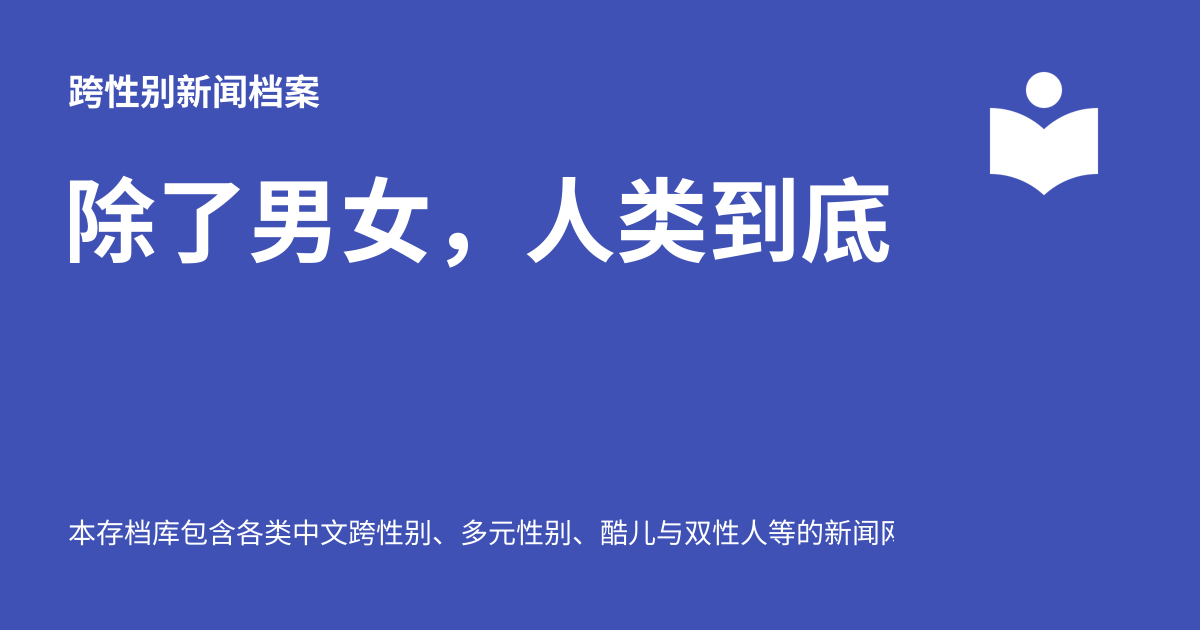 跨性别新闻档案
除了男女，人类到底
本存档库包含各类中文跨性别、多元性别、酷儿与双性人等的新闻网